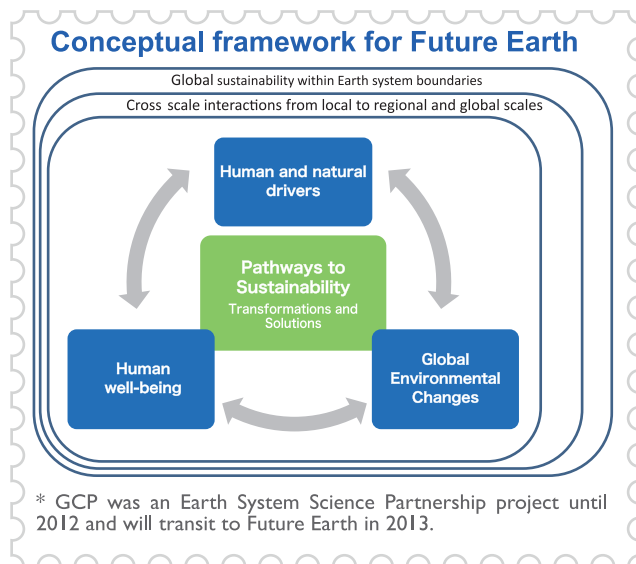 Conceptual framework for Future Earth
Global sustainability within Earth system boundaries
Cross scale interactions from local to regional and global scales
Human and natural
drivers
Pathways to
Sustainability
Transformations and
Solutions
Human
well-being
Global
Environmental
Changes
* GCP was an Earth System Science Partnership project until
2012 and will transit to Future Earth in 2013.